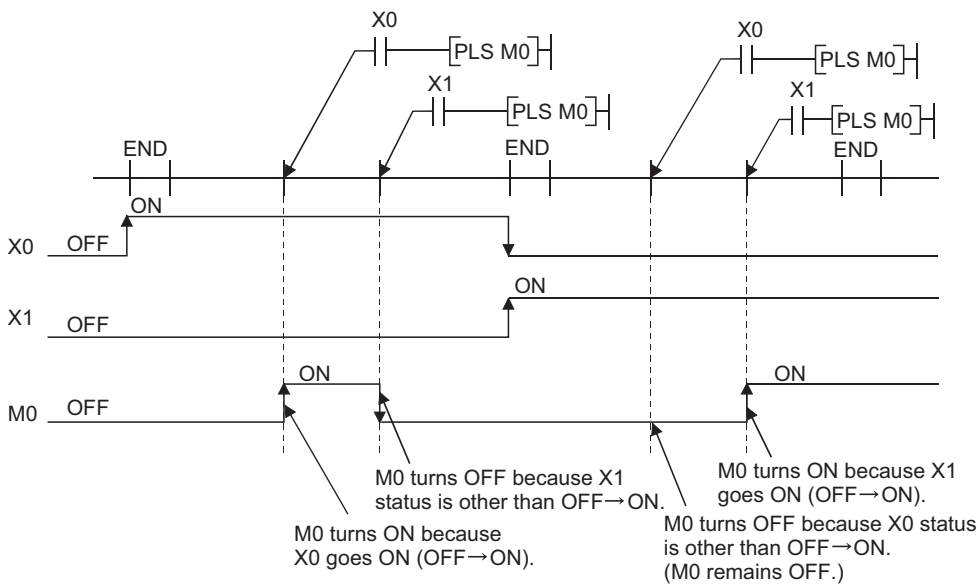 X0
[PLS M0]
X1
[PLS M0]
X0
[PLS M0]
X1
[PLS M0]
END
END
END
X0
OFF
ON
X1
OFF
ON
M0
OFF
ON
ON
M0 turns OFF because X1
status is other than OFF→ON.
M0 turns ON because
X0 goes ON (OFF→ON).
M0 turns ON because X1
goes ON (OFF→ON).
M0 turns OFF because X0 status
is other than OFF→ON.
(M0 remains OFF.)